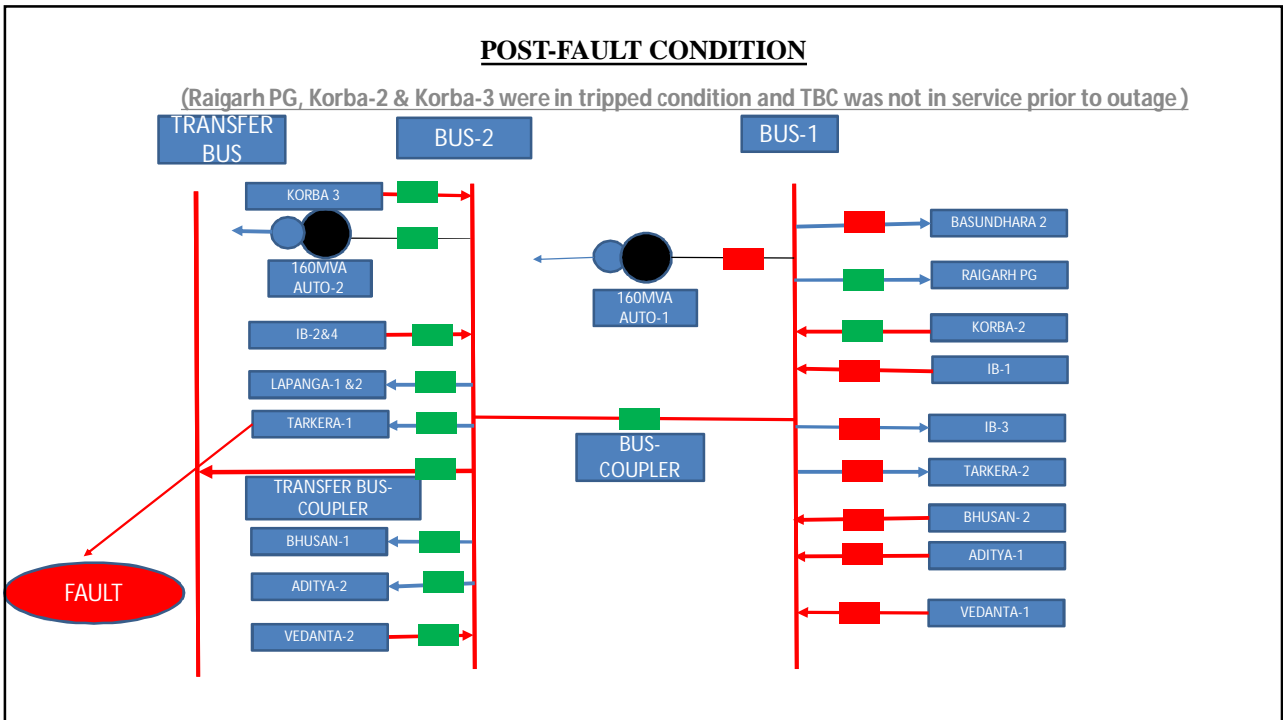 POST-FAULT CONDITION
(Raigarh PG, Korba-2 & Korba-3 were in tripped condition and TBC was not in service prior to outage )
TRANSFER
BUS
BUS-2
BUS-1
KORBA 3
160MVA
AUTO-2
IB-2&4
LAPANGA-1 &2
TARKERA-1
TRANSFER BUS-
COUPLER
BHUSAN-1
ADITYA-2
VEDANTA-2
FAULT
160MVA
AUTO-1
BUS-
COUPLER
BASUNDHARA 2
RAIGARH PG
KORBA-2
IB-1
IB-3
TARKERA-2
BHUSAN- 2
ADITYA-1
VEDANTA-1